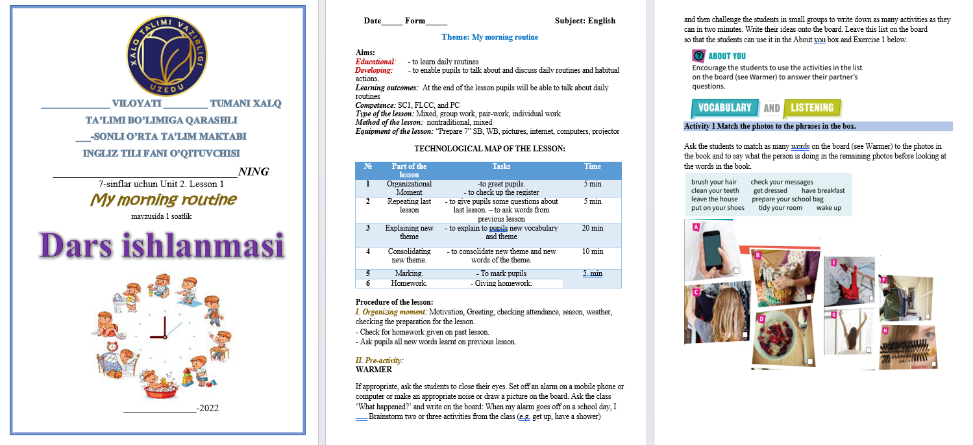 XALQ TA'LIMI VAZIRLIGI
UZEDU
____________ VILOYATI ________ TUMANI XALQ
TA'LIMI BO'LIMIGA QARASHLI
___-SONLI O'RTA TA'LIM MAKTABI
INGLIZ TILI FANI O'QITUVCHISI
________________________________NING
7-sinflar uchun Unit 2. Lesson 1
My morning routine
mavzusida 1 soatlik
Dars ishlanmasi
______________-2022
Date_____ Form_____ Subject: English
Theme: My morning routine
Aims:
Educational: - to learn daily routines
Developing: - to enable pupils to talk about and discuss daily routines and habitual
actions.
Learning outcomes: At the end of the lesson pupils will be able to talk about daily
routines
Competence: SC1, FLCC, and PC
Type of the lesson: Mixed, group work, pair-work, individual work
Method of the lesson: nontraditional, mixed
Equipment of the lesson: "Prepare 7" SB, WB, pictures, internet, computers, projector
TECHNOLOGICAL MAP OF THE LESSON:
№ Part of the lesson Tasks Time
1 Organizational Moment -to greet pupils. - to check up the register 5 min
2 Repeating last lesson - to give pupils some questions about last lesson. – to ask words from previous lesson 5 min
3 Explaining new theme - to explain to pupils new vocabulary and theme 20 min
4 Consolidating new theme. - to consolidate new theme and new words of the theme. 10 min
5 Marking. - To mark pupils 5 min
6 Homework. - Giving homework.
Procedure of the lesson:
I. Organizing moment: Motivation, Greeting, checking attendance, season, weather,
checking the preparation for the lesson.
- Check for homework given on past lesson.
- Ask pupils all new words learnt on previous lesson.
II. Pre-activity:
WARMER
If appropriate, ask the students to close their eyes. Set off an alarm on a mobile phone or
computer or make an appropriate noise or draw a picture on the board. Ask the class
'What happened?' and write on the board: When my alarm goes off on a school day, I
___ Brainstorm two or three activities from the class (e.g. get up, have a shower)
and then challenge the students in small groups to write down as many activities as they
can in two minutes. Write their ideas onto the board. Leave this list on the board
so that the students can use it in the About you box and Exercise 1 below.
ABOUT YOU
Encourage the students to use the activities in the list
on the board (see Warmer) to answer their partner's
questions.
VOCABULARY AND LISTENING
Activity 1 Match the photos to the phrases in the box.
Ask the students to match as many words on the board (see Warmer) to the photos in
the book and to say what the person is doing in the remaining photos before looking at
the words in the book.
brush your hair check your messages
clean your teeth get dressed have breakfast
leave the house prepare your school bag
put on your shoes tidy your room wake up
A
B
E
F
C
D
G
H